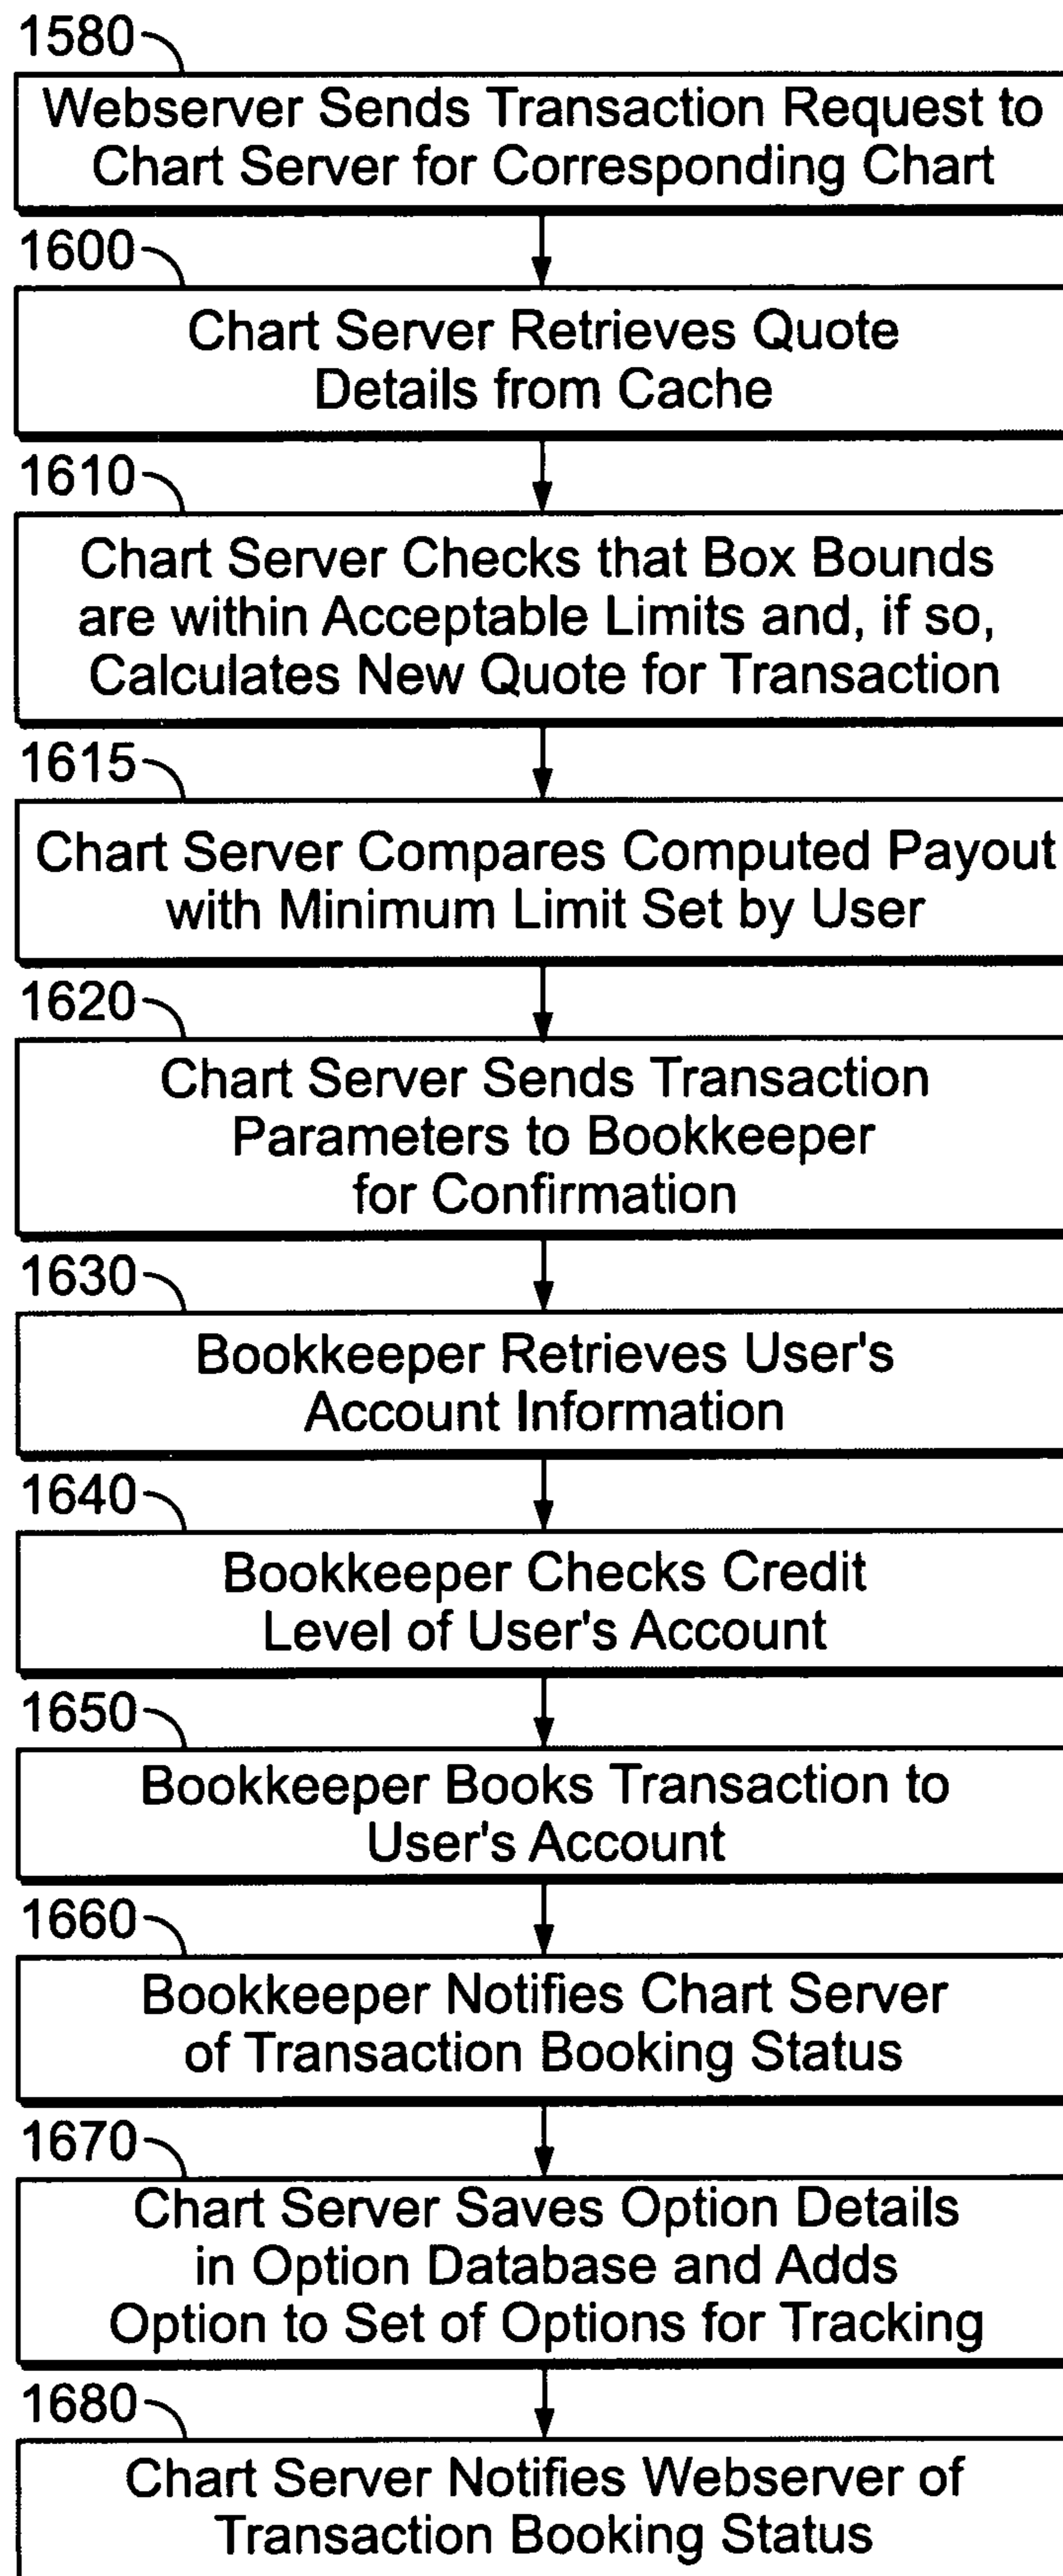 1580
Webserver Sends Transaction Request to
Chart Server for Corresponding Chart
1600
Chart Server Retrieves Quote
Details from Cache
1610
Chart Server Checks that Box Bounds
are within Acceptable Limits and, if so,
Calculates New Quote for Transaction
1615
Chart Server Compares Computed Payout
with Minimum Limit Set by User
1620
Chart Server Sends Transaction
Parameters to Bookkeeper
for Confirmation
1630
Bookkeeper Retrieves User's
Account Information
1640
Bookkeeper Checks Credit
Level of User's Account
1650
Bookkeeper Books Transaction to
User's Account
1660
Bookkeeper Notifies Chart Server
of Transaction Booking Status
1670
Chart Server Saves Option Details
in Option Database and Adds
Option to Set of Options for Tracking
1680
Chart Server Notifies Webserver of
Transaction Booking Status